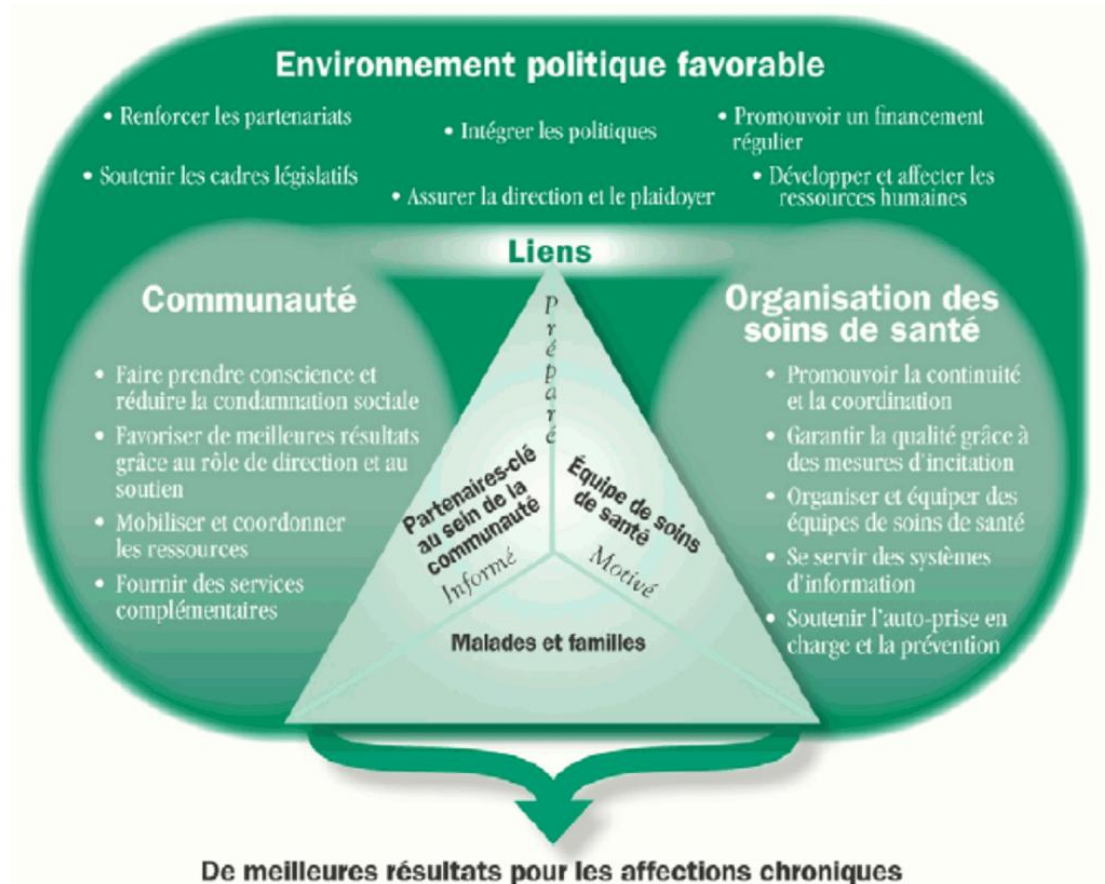 Environnement politique favorable
• Renforcer les partenariats
• Soutenir les cadres législatifs
• Intégrer les politiques
• Assurer la direction et le plaidoyer
• Promouvoir un financement
régulier
• Développer et affecter les
ressources humaines
Liens
Communauté
• Faire prendre conscience et
réduire la condamnation sociale
• Favoriser de meilleures résultats
grâce au rôle de direction et au
soutien
• Mobiliser et coordonner
les ressources
• Fournir des services
complémentaires
Préparé
Partenaires-clé
au sein de la
communauté
Informé
Équipe de soins
de santé
Motivé
Malades et familles
Organisation des
soins de santé
• Promouvoir la continuité
et la coordination
• Garantir la qualité grâce à
des mesures d'incitation
• Organiser et équiper des
équipes de soins de santé
• Se servir des systèmes
d'information
• Soutenir l'auto-prise en
charge et la prévention
De meilleures résultats pour les affections chroniques